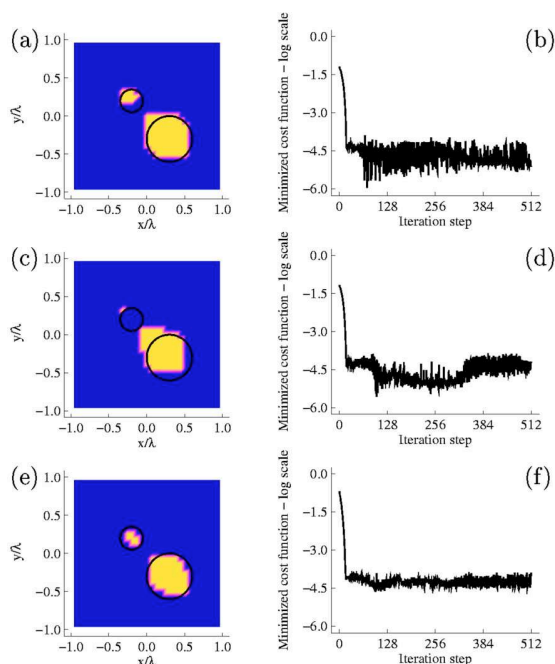 (a)
1.0
0.5
0.0
−0.5
−1.0
y/λ
−1.0 −0.5 0.0 0.5 1.0
x/λ
(b)
Minimized cost function − log scale
0.0
−1.5
−3.0
−4.5
−6.0
0 128 256 384 512
Iteration step
(c)
1.0
0.5
0.0
−0.5
−1.0
y/λ
−1.0 −0.5 0.0 0.5 1.0
x/λ
(d)
Minimized cost function − log scale
0.0
−1.5
−3.0
−4.5
−6.0
0 128 256 384 512
Iteration step
(e)
1.0
0.5
0.0
−0.5
−1.0
y/λ
−1.0 −0.5 0.0 0.5 1.0
x/λ
(f)
Minimized cost function − log scale
0.0
−1.5
−3.0
−4.5
−6.0
0 128 256 384 512
Iteration step